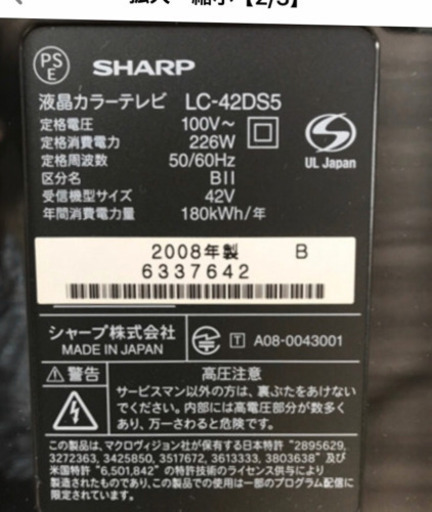 PS
E
SHARP
液晶カラーテレビ LC-42DS5
定格電圧 100V～
定格消費電力 226W
定格周波数 50/60Hz
区分名 BII
受信機型サイズ 42V
年間消費電力量 180kWh/年
UL Japan
2008年製 B
6337642
シャープ株式会社
MADE IN JAPAN
T A08-0043001
警告
高圧注意
サービスマン以外の方は、裏ぶたをあけない
でください。内部には高電圧部分が数多く
あり、万一さわると危険です。
この製品は、マクロヴィジョン社が保有する日本特許 "2895629,
3272363, 3425850, 3517672, 3613333, 3803638" 及び
米国特許 "6,501,842" の特許技術のライセンス供与により
製造されたものであり、この製品での使用は一部のプログラム配信に
限定されます。